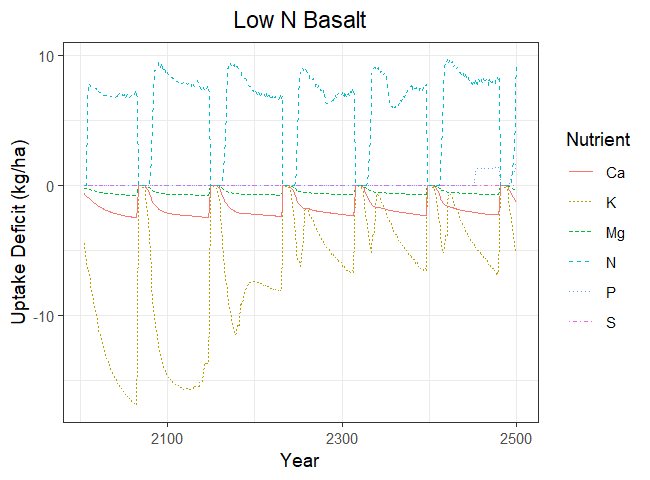 Low N Basalt
Uptake Deficit (kg/ha)
10
0
-10
2100
2300
2500
Year
Nutrient
Ca
K
Mg
N
P
S